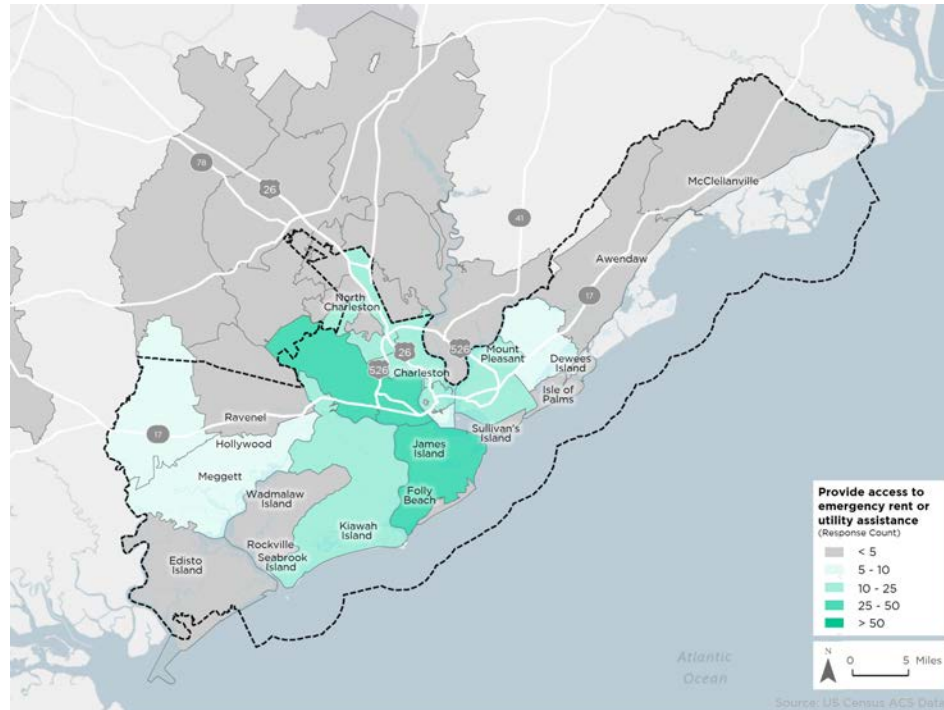 McClellanville
78
26
41
Awendaw
17
North
Charleston
526
26
Mount
Pleasant
Dewees
Island
526
Charleston
Isle of
Palms
Ravenel
Sullivan's
Island
17
Hollywood
James
Island
Meggett
Wadmalaw
Island
Folly
Beach
Kiawah
Island
Rockville
Seabrook
Island
Edisto
Island
Provide access to
emergency rent or
utility assistance
(Response Count)
< 5
5 - 10
10 - 25
25 - 50
> 50
N
0 5 Miles
Atlantic
Ocean
Source: US Census ACS Data